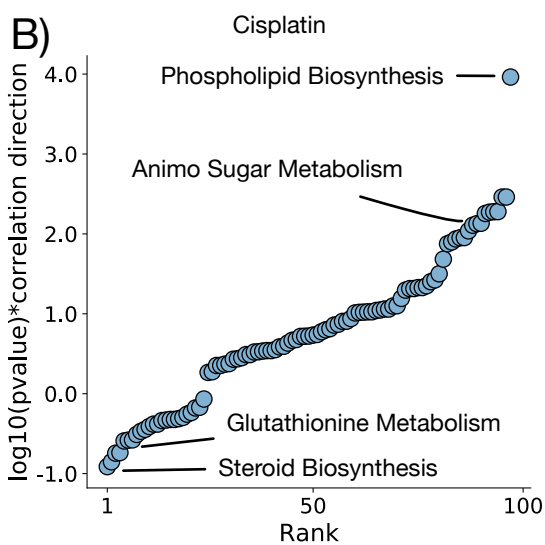 B)
Cisplatin
log10(pvalue)*correlation direction
4.0
Phospholipid Biosynthesis
3.0
Animo Sugar Metabolism
2.0
1.0
0.0
Glutathionine Metabolism
Steroid Biosynthesis
-1.0
1 50 100
Rank